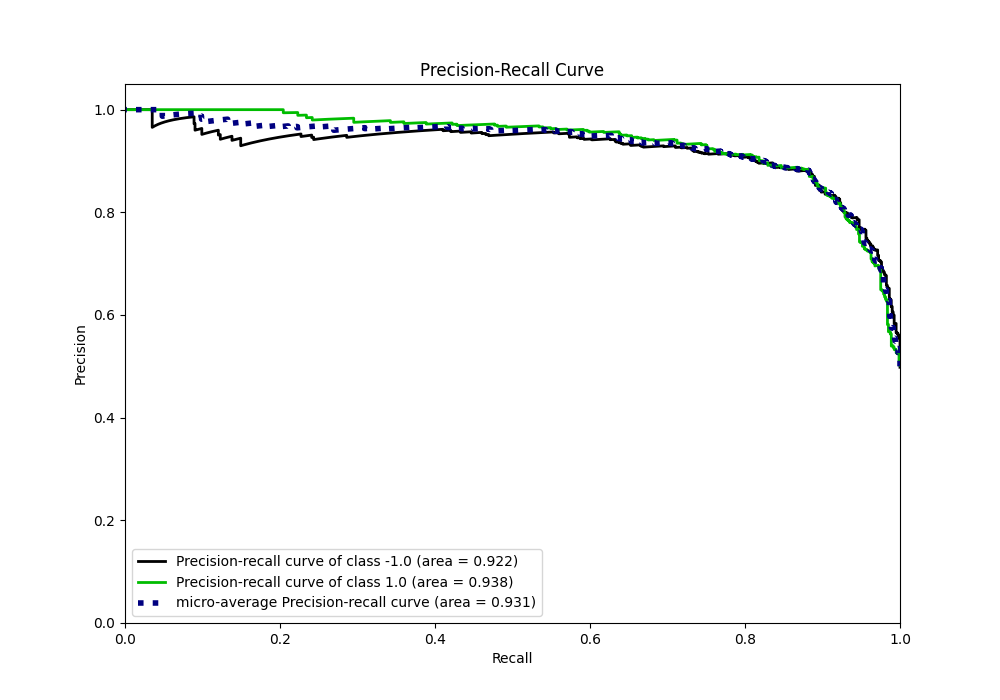 Precision-Recall Curve
1.0
0.8
0.6
0.4
0.2
0.0
Precision
Precision-recall curve of class -1.0 (area = 0.922)
Precision-recall curve of class 1.0 (area = 0.938)
micro-average Precision-recall curve (area = 0.931)
0.0 0.2 0.4 0.6 0.8 1.0
Recall